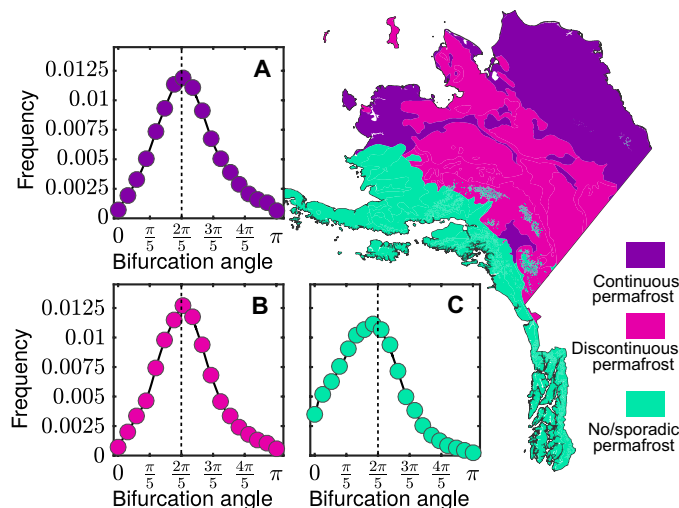 A
0.0125
0.01
0.0075
0.005
0.0025
0
Frequency
0 π/5 2π/5 3π/5 4π/5 π
Bifurcation angle
B
0.0125
0.01
0.0075
0.005
0.0025
0
Frequency
0 π/5 2π/5 3π/5 4π/5 π
Bifurcation angle
C
0 π/5 2π/5 3π/5 4π/5 π
Bifurcation angle
Continuous
permafrost
Discontinuous
permafrost
No/sporadic
permafrost